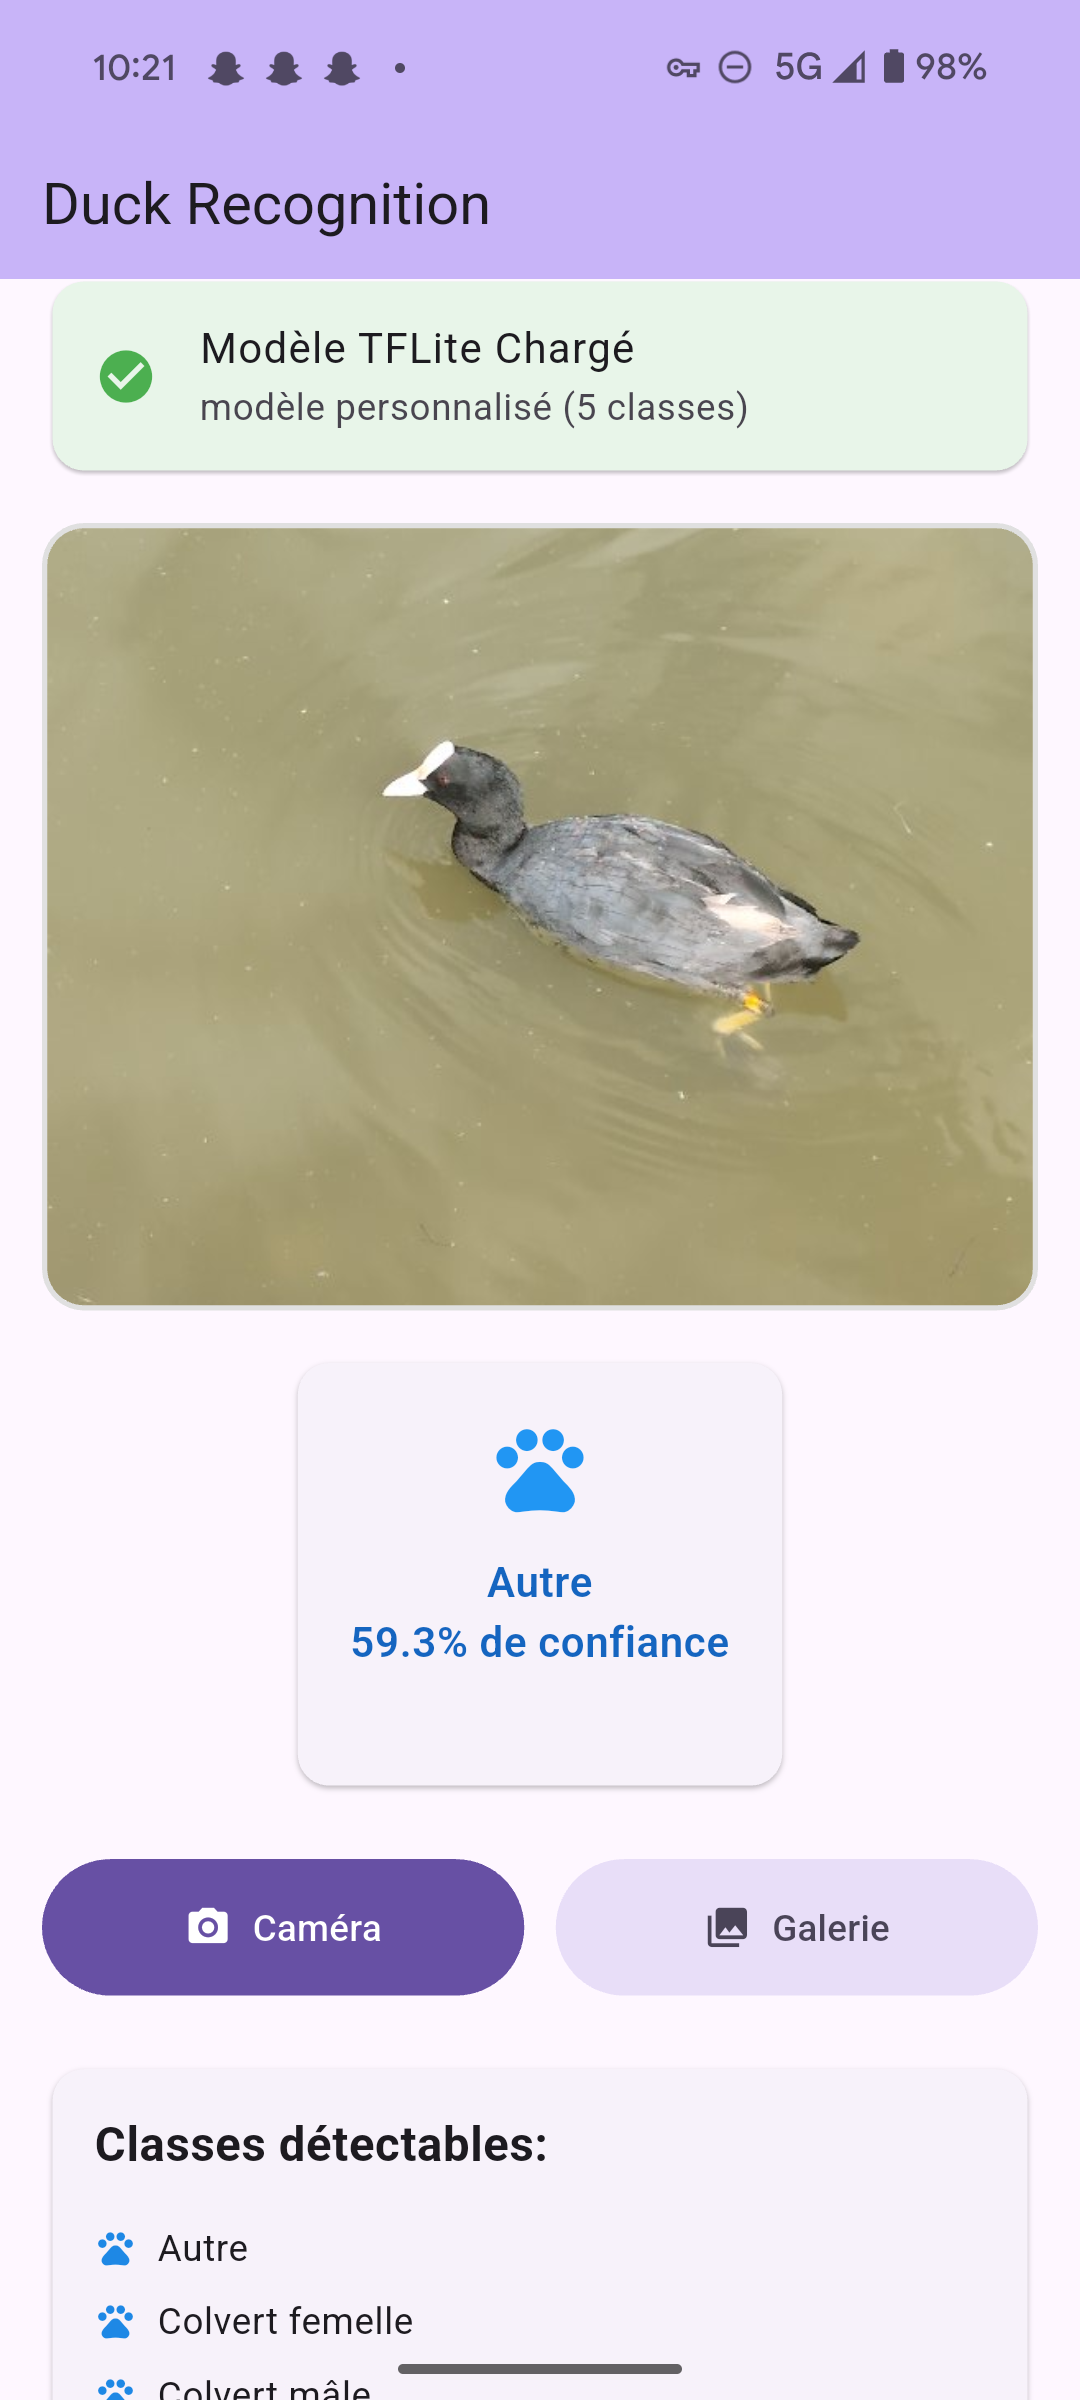 10:21 5G 98%
Duck Recognition
Modèle TFLite Chargé
modèle personnalisé (5 classes)
Autre
59.3% de confiance
Caméra
Galerie
Classes détectables:
Autre
Colvert femelle
Colvert mâle